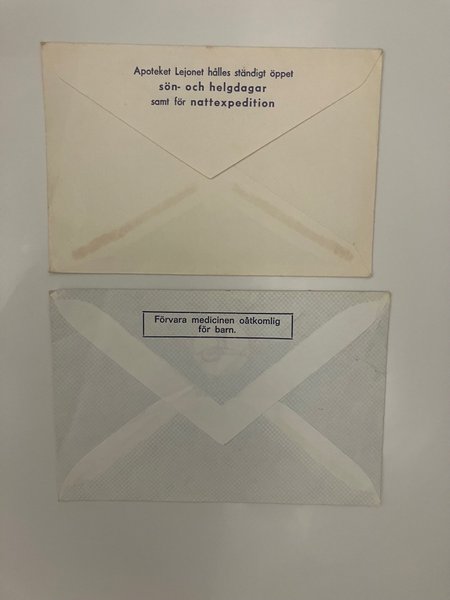 Apoteket Lejonet hålles ständigt öppet
sön- och helgdagar
samt för nattexpedition
Förvara medicinen oåtkomlig
för barn.